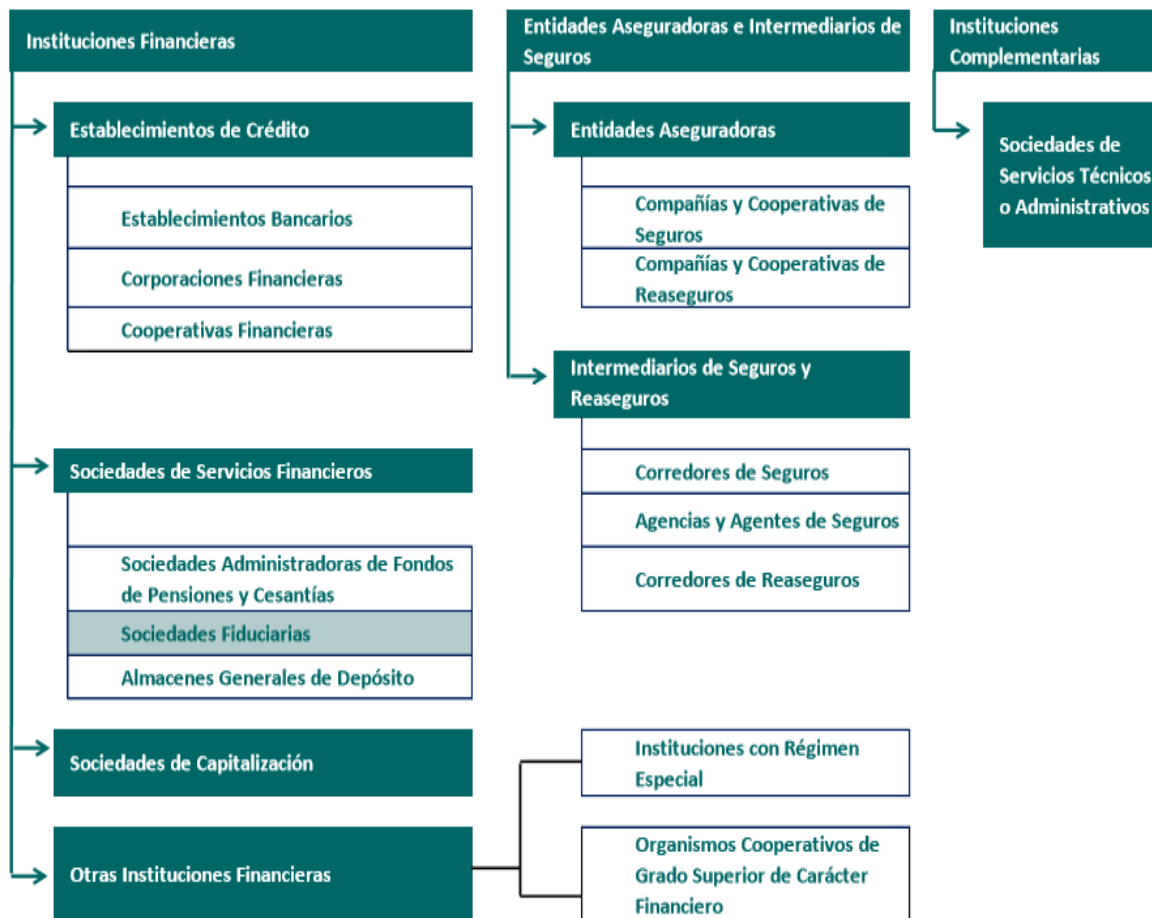 Instituciones Financieras
Establecimientos de Crédito
Establecimientos Bancarios
Corporaciones Financieras
Cooperativas Financieras
Sociedades de Servicios Financieros
Sociedades Administradoras de Fondos
de Pensiones y Cesantías
Sociedades Fiduciarias
Almacenes Generales de Depósito
Sociedades de Capitalización
Otras Instituciones Financieras
Instituciones con Régimen
Especial
Organismos Cooperativos de
Grado Superior de Carácter
Financiero
Entidades Aseguradoras e Intermediarios de
Seguros
Entidades Aseguradoras
Compañías y Cooperativas de
Seguros
Compañías y Cooperativas de
Reaseguros
Intermediarios de Seguros y
Reaseguros
Corredores de Seguros
Agencias y Agentes de Seguros
Corredores de Reaseguros
Instituciones
Complementarias
Sociedades de
Servicios Técnicos
o Administrativos